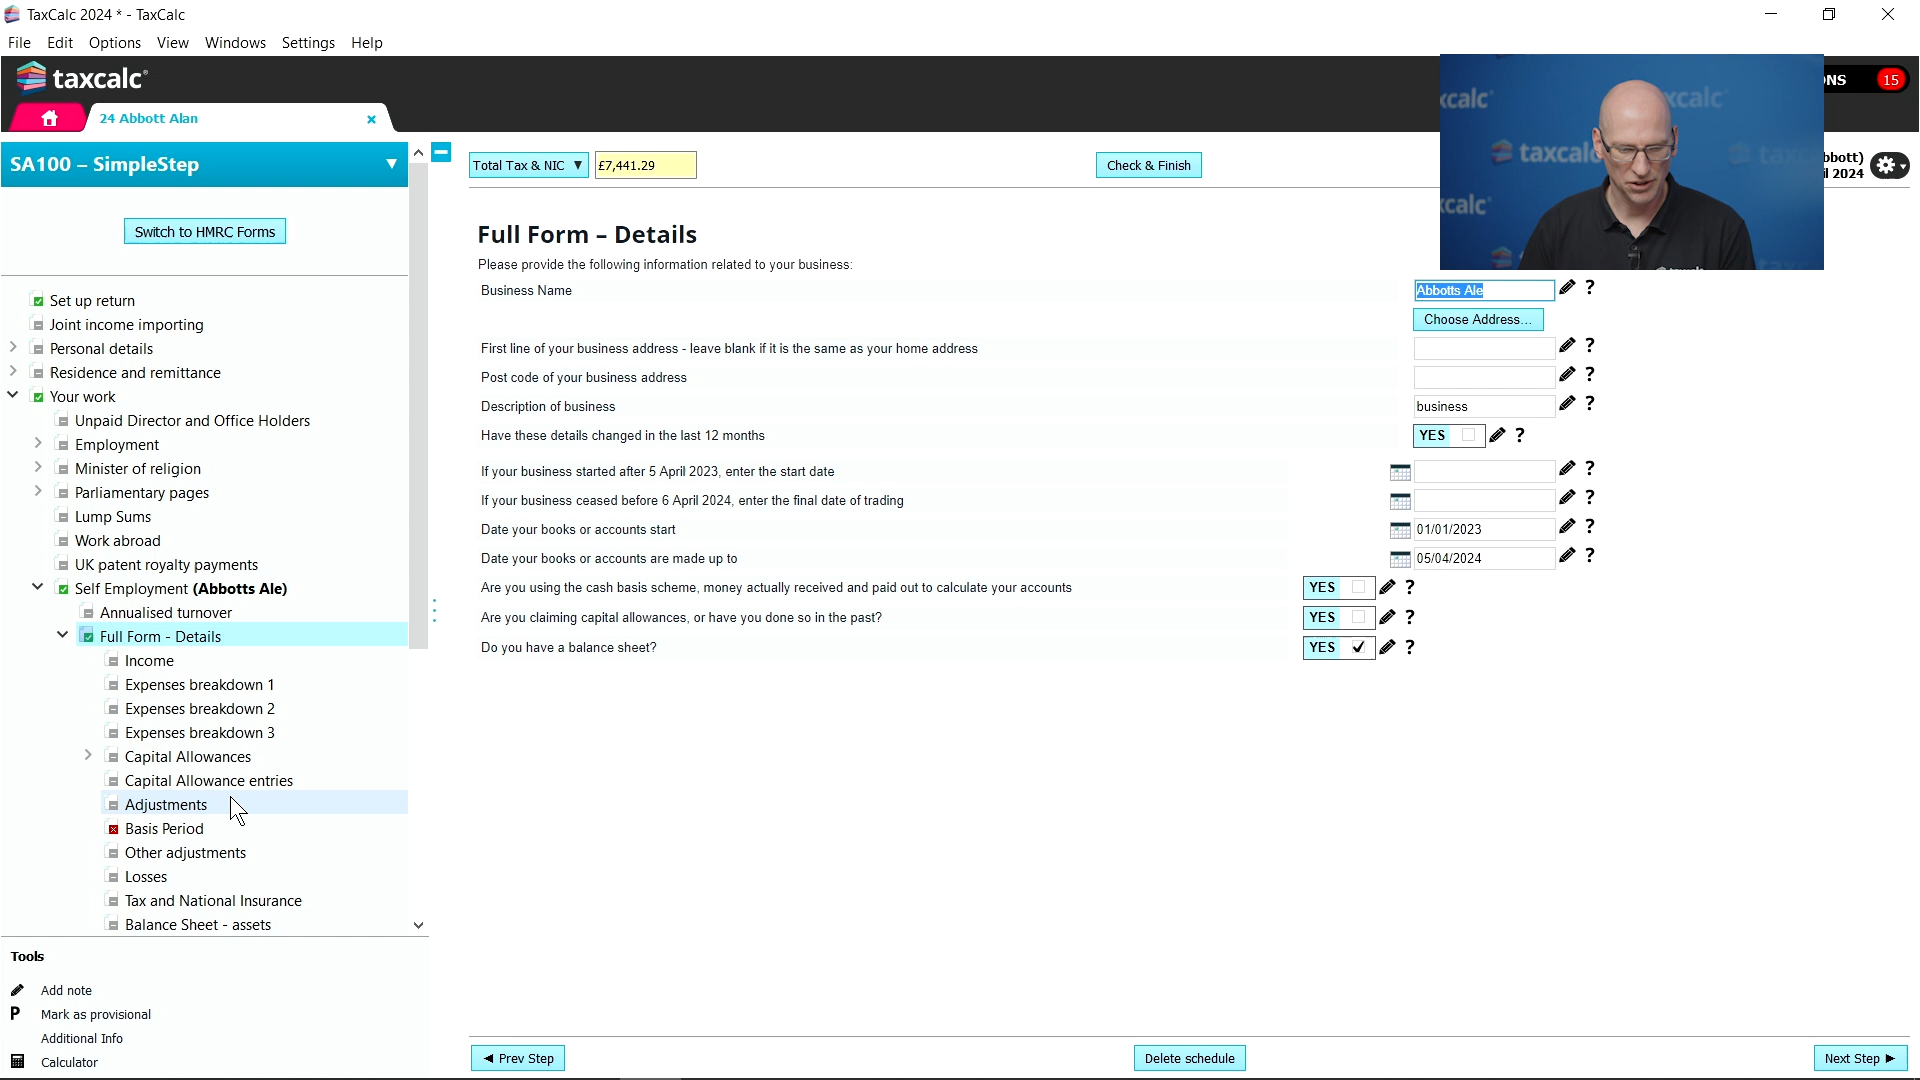 TaxCalc 2024 * - TaxCalc
File Edit Options View Windows Settings Help
taxcalc
NS 15
24 Abbott Alan x
SA100 – SimpleStep
Total Tax & NIC £7,441.29 Check & Finish
bbott)
2024
Switch to HMRC Forms
Full Form – Details
Please provide the following information related to your business:
Business Name Abbotts Ale ?
Choose Address...
First line of your business address - leave blank if it is the same as your home address ?
Post code of your business address ?
Description of business business ?
Have these details changed in the last 12 months YES ?
If your business started after 5 April 2023, enter the start date ?
If your business ceased before 6 April 2024, enter the final date of trading ?
Date your books or accounts start 01/01/2023 ?
Date your books or accounts are made up to 05/04/2024 ?
Are you using the cash basis scheme, money actually received and paid out to calculate your accounts YES ?
Are you claiming capital allowances, or have you done so in the past? YES ?
Do you have a balance sheet? YES ?
Set up return
Joint income importing
Personal details
Residence and remittance
Your work
Unpaid Director and Office Holders
Employment
Minister of religion
Parliamentary pages
Lump Sums
Work abroad
UK patent royalty payments
Self Employment (Abbotts Ale)
Annualised turnover
Full Form - Details
Income
Expenses breakdown 1
Expenses breakdown 2
Expenses breakdown 3
Capital Allowances
Capital Allowance entries
Adjustments
Basis Period
Other adjustments
Losses
Tax and National Insurance
Balance Sheet - assets
Tools
Add note
P Mark as provisional
Additional Info
Calculator
Prev Step Delete schedule Next Step